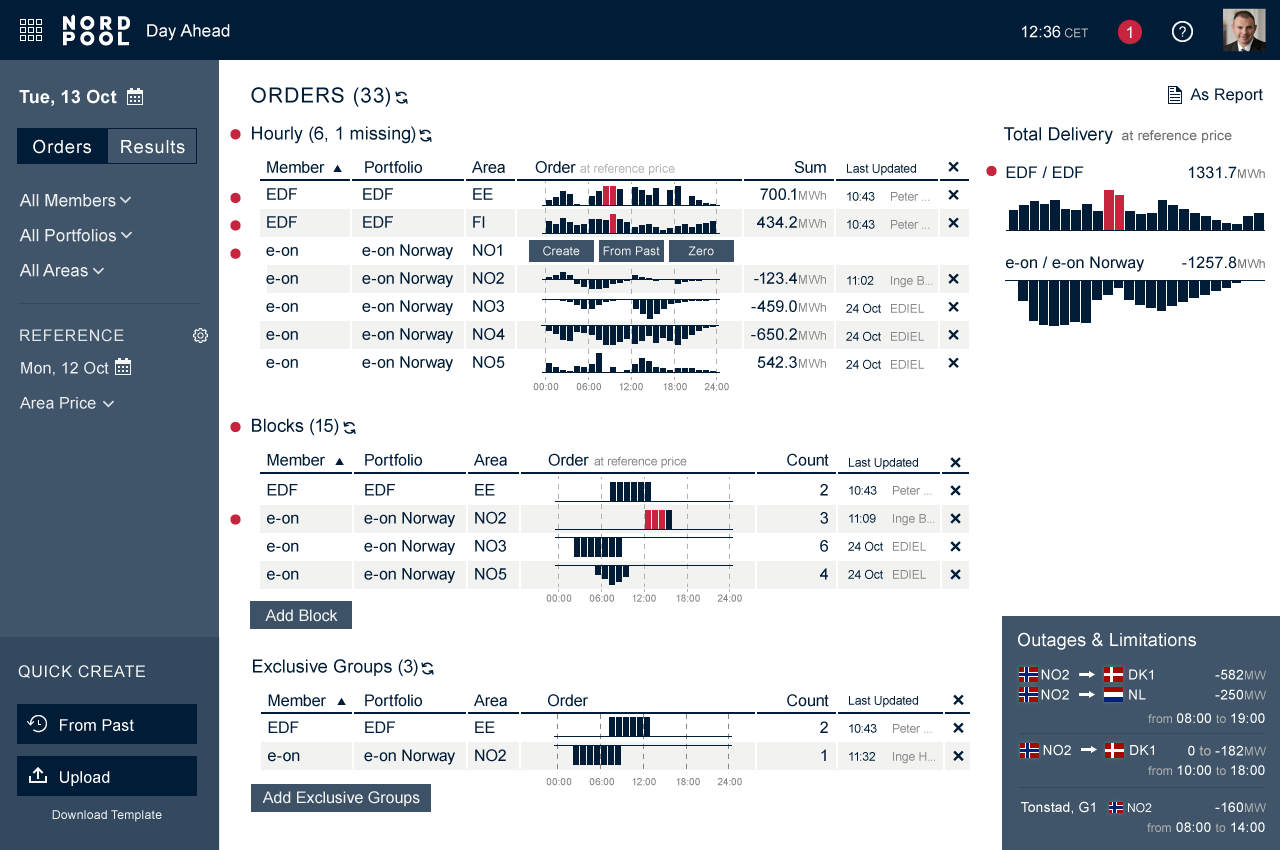 NORD POOL Day Ahead 12:36 CET 1 ?
Tue, 13 Oct
Orders Results
All Members
All Portfolios
All Areas
REFERENCE
Mon, 12 Oct
Area Price
QUICK CREATE
From Past
Upload
Download Template
ORDERS (33)
Hourly (6, 1 missing)
Member ▲ Portfolio Area Order at reference price Sum Last Updated ×
EDF EDF EE 700.1MWh 10:43 Peter ... ×
EDF EDF FI 434.2MWh 10:43 Peter ... ×
e-on e-on Norway NO1 Create From Past Zero
e-on e-on Norway NO2 -123.4MWh 11:02 Inge B... ×
e-on e-on Norway NO3 -459.0MWh 24 Oct EDIEL ×
e-on e-on Norway NO4 -650.2MWh 24 Oct EDIEL ×
e-on e-on Norway NO5 542.3MWh 24 Oct EDIEL ×
00:00 06:00 12:00 18:00 24:00
Blocks (15)
Member ▲ Portfolio Area Order at reference price Count Last Updated ×
EDF EDF EE 2 10:43 Peter ... ×
e-on e-on Norway NO2 3 11:09 Inge B... ×
e-on e-on Norway NO3 6 24 Oct EDIEL ×
e-on e-on Norway NO5 4 24 Oct EDIEL ×
00:00 06:00 12:00 18:00 24:00
Add Block
Exclusive Groups (3)
Member ▲ Portfolio Area Order Count Last Updated ×
EDF EDF EE 2 10:43 Peter ... ×
e-on e-on Norway NO2 1 11:32 Inge H... ×
00:00 06:00 12:00 18:00 24:00
Add Exclusive Groups
As Report
Total Delivery at reference price
EDF / EDF 1331.7MWh
e-on / e-on Norway -1257.8MWh
Outages & Limitations
NO2 → DK1 -582MW
NO2 → NL -250MW
from 08:00 to 19:00
NO2 → DK1 0 to -182MW
from 10:00 to 18:00
Tonstad, G1 NO2 -160MW
from 08:00 to 14:00